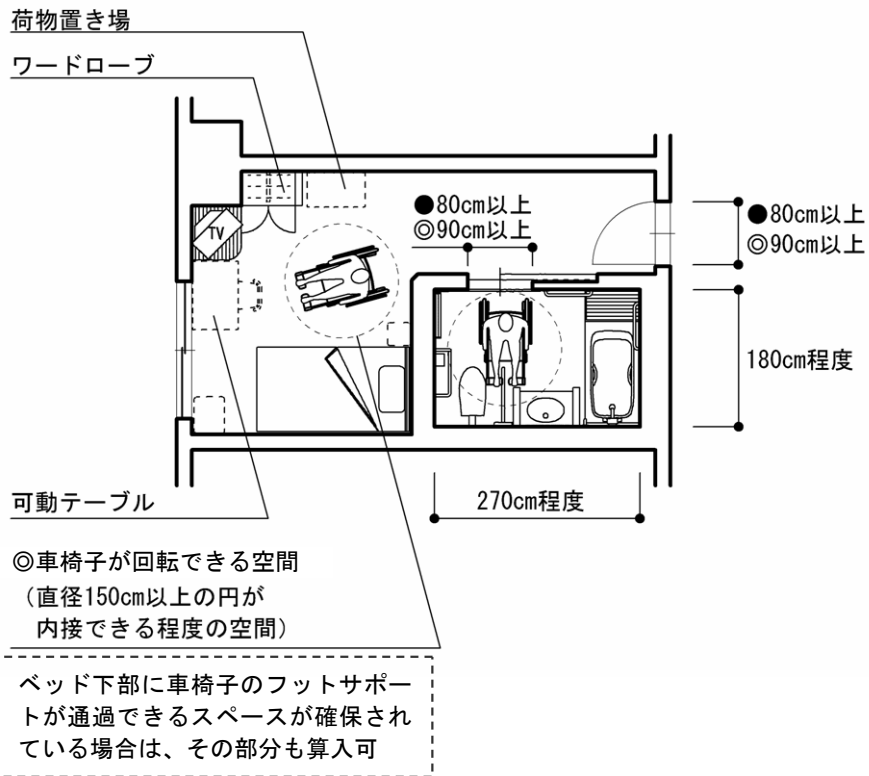 荷物置き場
ワードローブ
●80cm以上
◎90cm以上
●80cm以上
◎90cm以上
TV
180cm程度
270cm程度
可動テーブル
◎車椅子が回転できる空間
（直径150cm以上の円が
内接できる程度の空間）
ベッド下部に車椅子のフットサポー
トが通過できるスペースが確保され
ている場合は、その部分も算入可